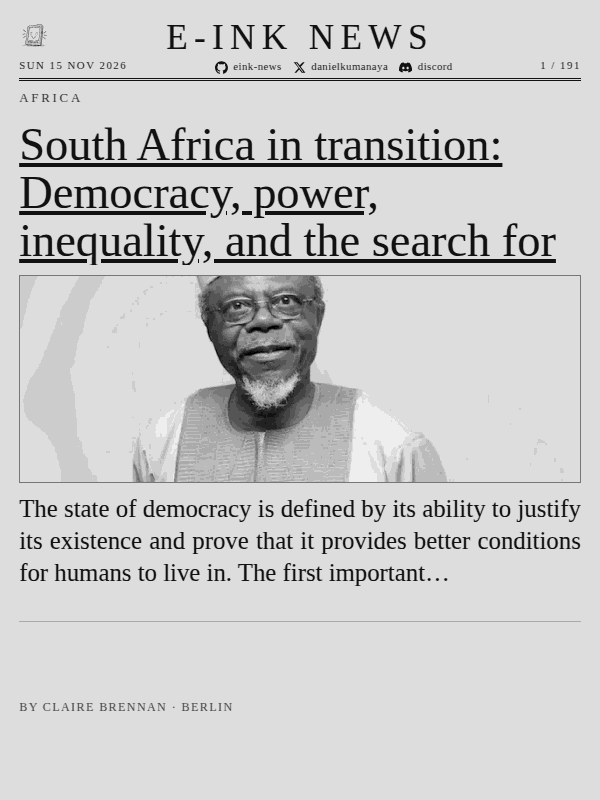 E-INK NEWS
SUN 15 NOV 2026
eink-news danielkumanaya discord
1 / 191
AFRICA
South Africa in transition:
Democracy, power,
inequality, and the search for
The state of democracy is defined by its ability to justify
its existence and prove that it provides better conditions
for humans to live in. The first important…
BY CLAIRE BRENNAN · BERLIN